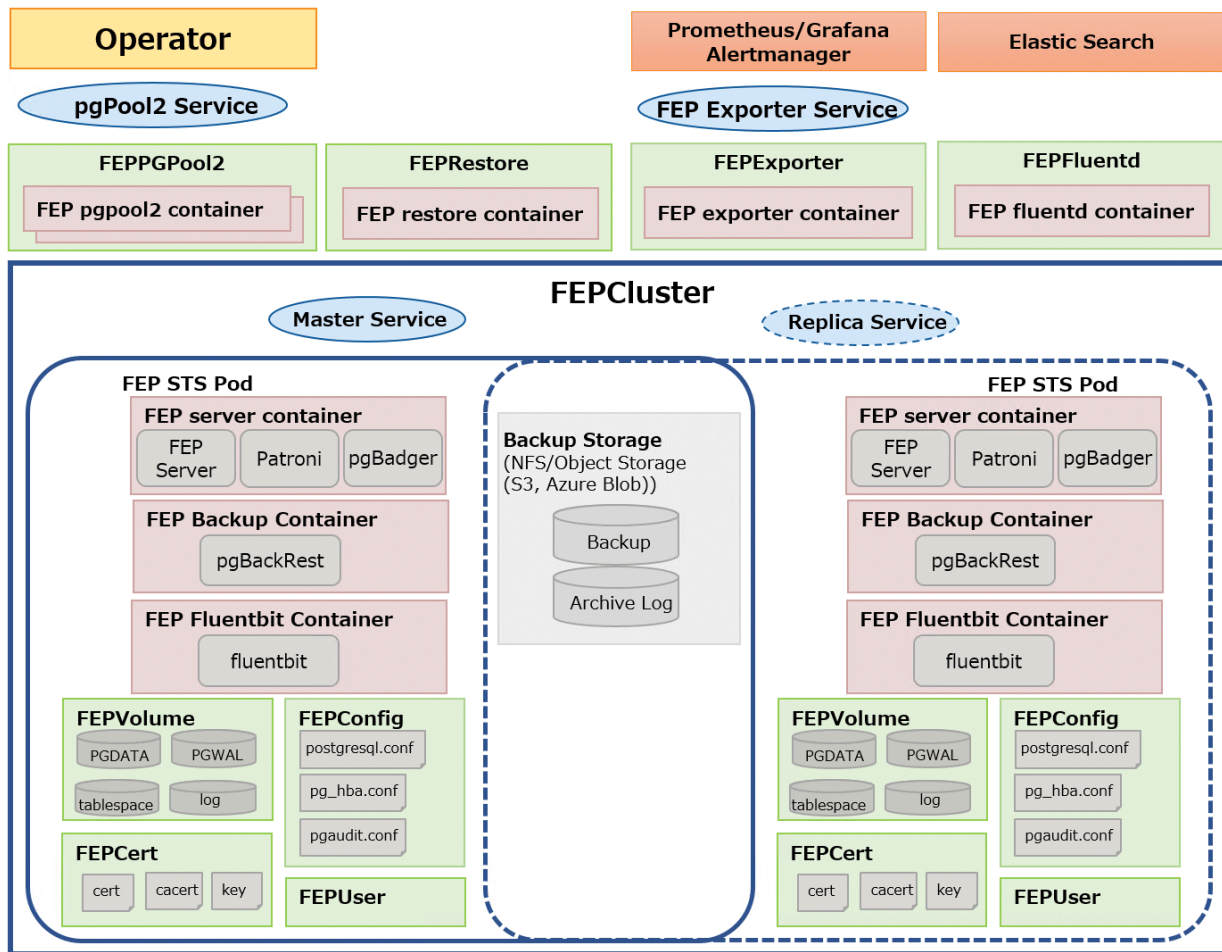 Operator
Prometheus/Grafana
Alertmanager
Elastic Search
pgPool2 Service
FEP Exporter Service
FEPPGPool2
FEP pgpool2 container
FEPRestore
FEP restore container
FEPExporter
FEP exporter container
FEPFluentd
FEP fluentd container
FEPCluster
Master Service
Replica Service
FEP STS Pod
FEP server container
FEP
Server
Patroni
pgBadger
FEP Backup Container
pgBackRest
FEP Fluentbit Container
fluentbit
FEPVolume
PGDATA
PGWAL
tablespace
log
FEPConfig
postgresql.conf
pg_hba.conf
pgaudit.conf
FEPCert
cert
cacert
key
FEPUser
Backup Storage
(NFS/Object Storage
(S3, Azure Blob))
Backup
Archive Log
FEP STS Pod
FEP server container
FEP
Server
Patroni
pgBadger
FEP Backup Container
pgBackRest
FEP Fluentbit Container
fluentbit
FEPVolume
PGDATA
PGWAL
tablespace
log
FEPConfig
postgresql.conf
pg_hba.conf
pgaudit.conf
FEPCert
cert
cacert
key
FEPUser